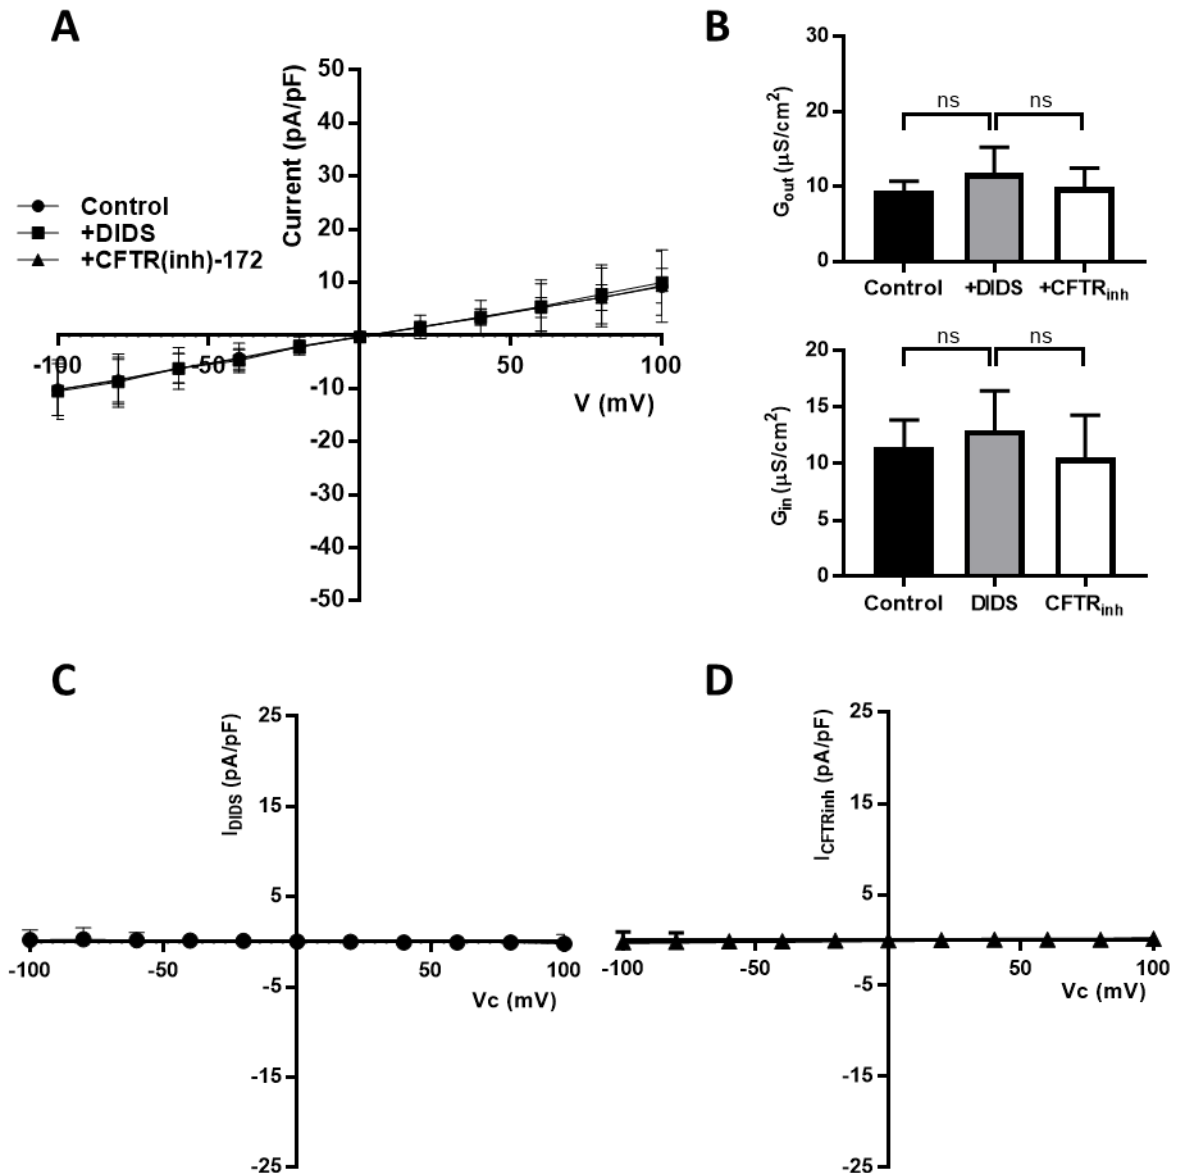 A
Current (pA/pF)
50
40
30
20
10
-10
-20
-30
-40
-50
-100
-50
50
100
V (mV)
Control
+DIDS
+CFTR(inh)-172
B
Gout (µS/cm2)
30
20
10
0
ns
ns
Control
+DIDS
+CFTRinh
Gin (µS/cm2)
20
15
10
5
0
ns
ns
Control
DIDS
CFTRinh
C
IDIDS (pA/pF)
25
15
5
-5
-15
-25
-100
-50
50
100
Vc (mV)
D
ICFTRinh (pA/pF)
25
15
5
-5
-15
-25
-100
-50
50
100
Vc (mV)